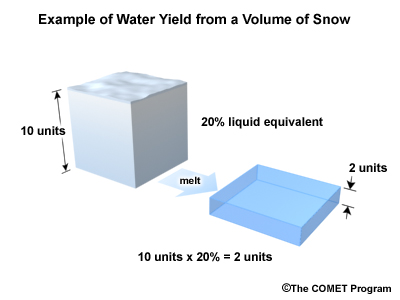 Example of Water Yield from a Volume of Snow
10 units
20% liquid equivalent
melt
2 units
10 units x 20% = 2 units
©The COMET Program